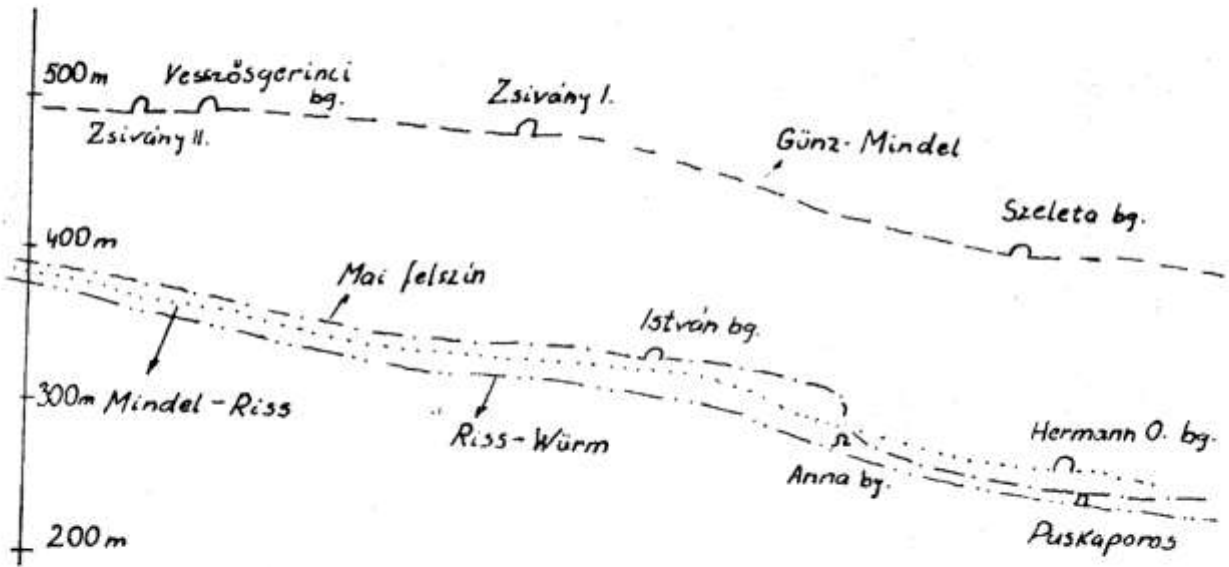 500m
Vesszősgerinci
bg.
Zsivány I.
Zsivány II.
Günz-Mindel
Szeleta bg.
400m
Mai felszín
István bg.
300m
Mindel-Riss
Riss-Würm
Hermann O. bg.
Anna bg.
Puskaporos
200m